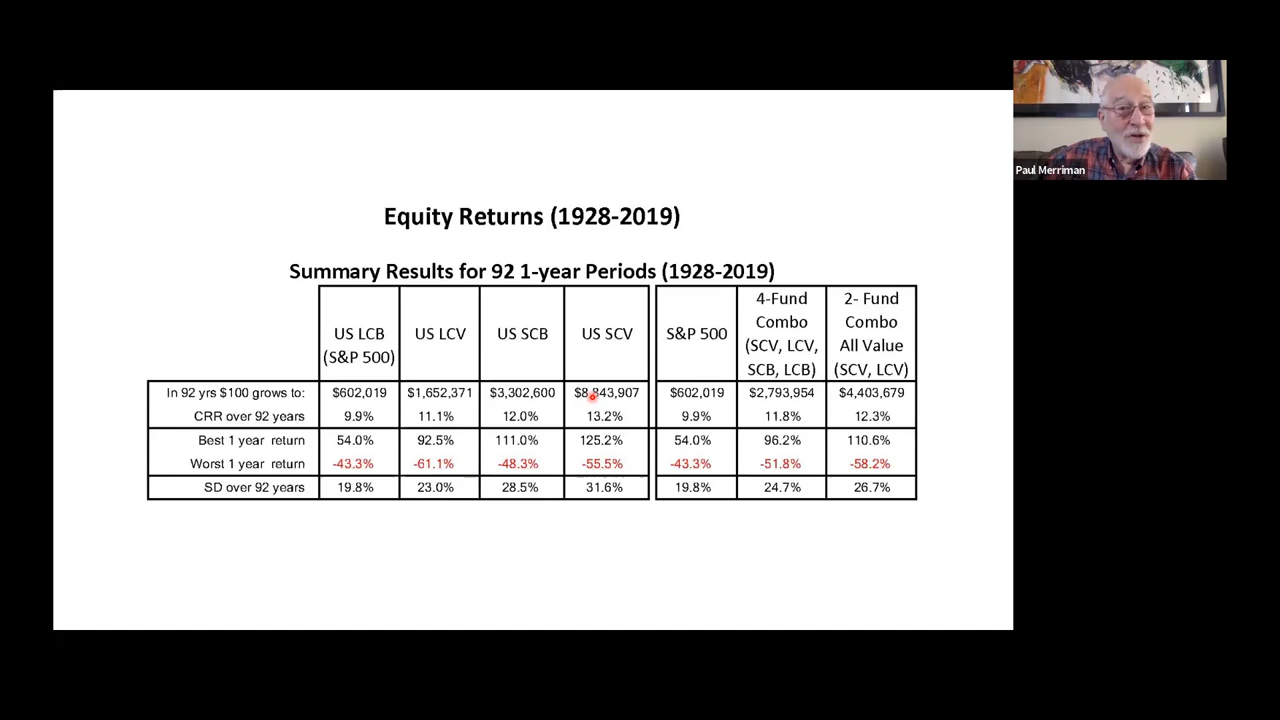 Paul Merriman
Equity Returns (1928-2019)
Summary Results for 92 1-year Periods (1928-2019)
US LCB (S&P 500) US LCV US SCB US SCV S&P 500 4-Fund Combo (SCV, LCV, SCB, LCB) 2- Fund Combo All Value (SCV, LCV)
In 92 yrs $100 grows to: $602,019 $1,652,371 $3,302,600 $8,843,907 $602,019 $2,793,954 $4,403,679
CRR over 92 years 9.9% 11.1% 12.0% 13.2% 9.9% 11.8% 12.3%
Best 1 year return 54.0% 92.5% 111.0% 125.2% 54.0% 96.2% 110.6%
Worst 1 year return -43.3% -61.1% -48.3% -55.5% -43.3% -51.8% -58.2%
SD over 92 years 19.8% 23.0% 28.5% 31.6% 19.8% 24.7% 26.7%